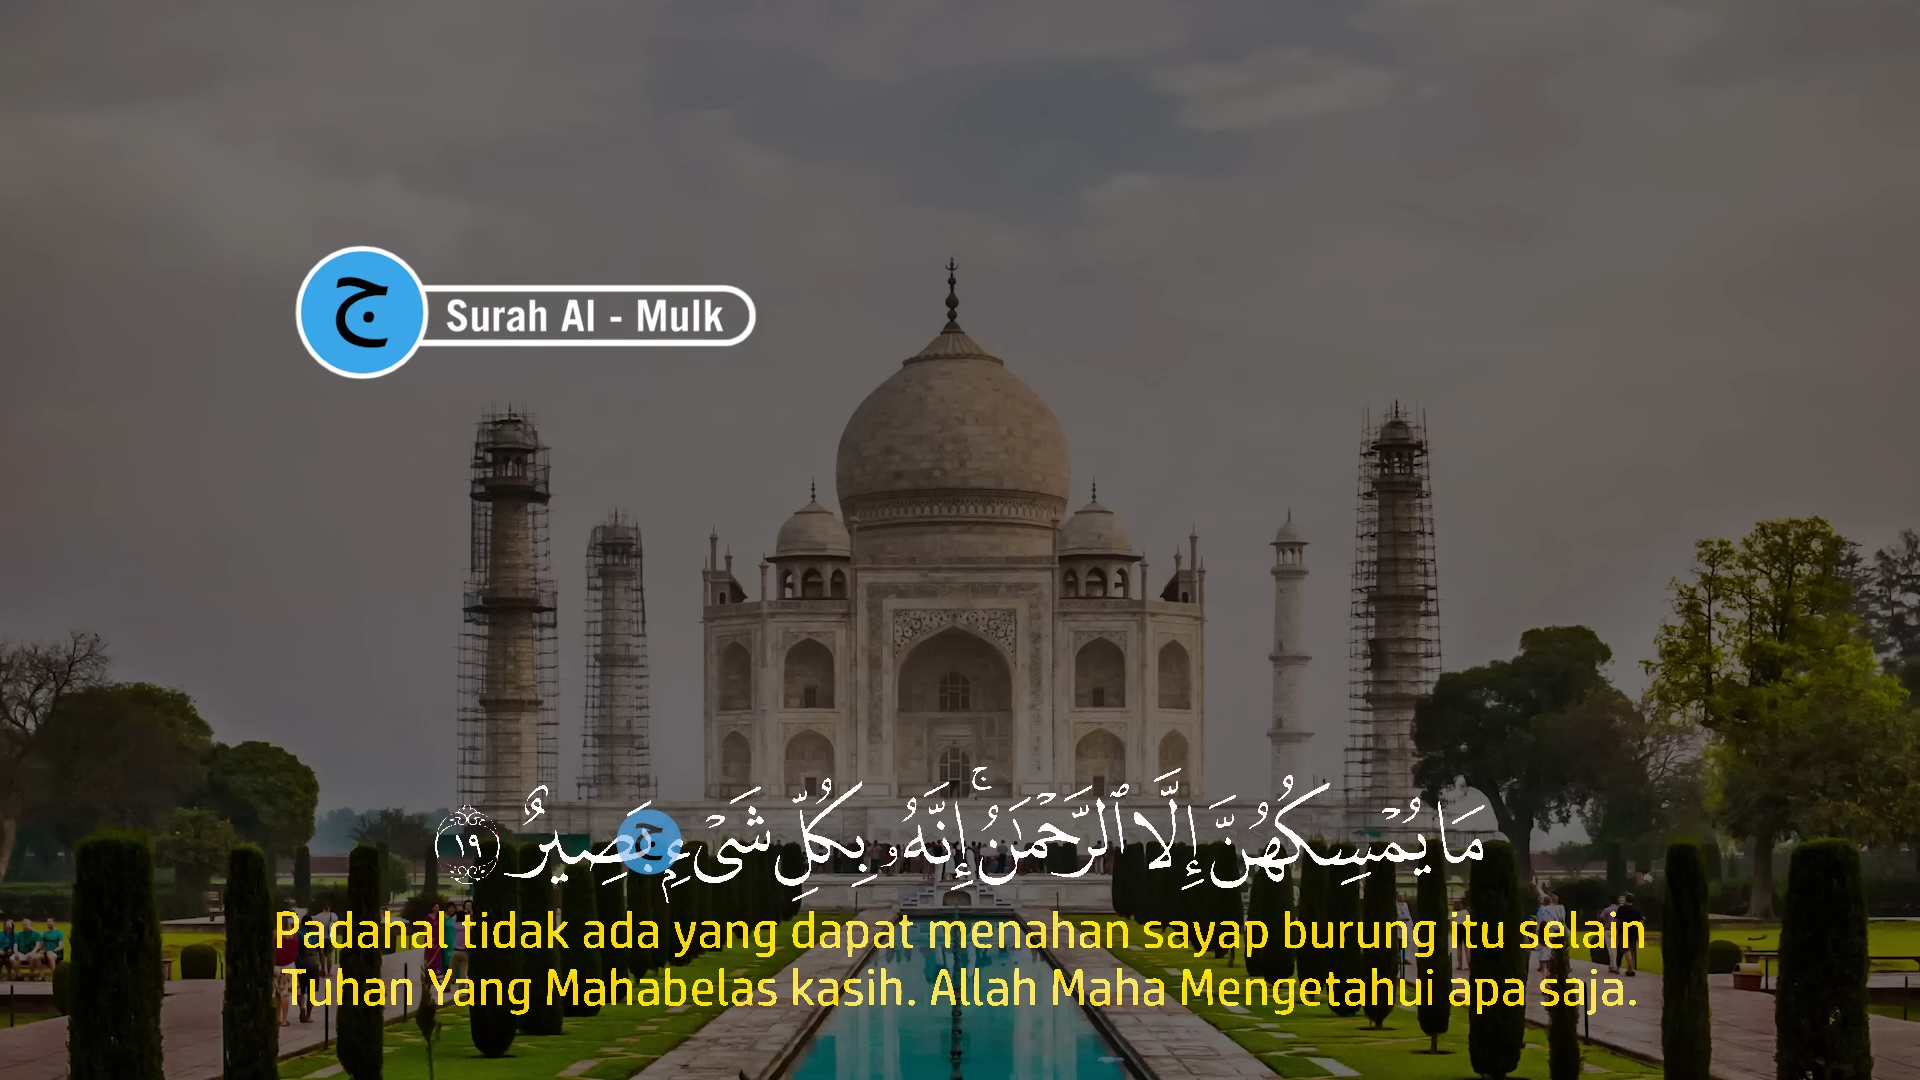 ج
Surah Al - Mulk
مَا يُمْسِكُهُنَّ إِلَّا ٱلرَّحْمَٰنُ ۚ إِنَّهُۥ بِكُلِّ شَىْءٍۭ بَصِيرٌ ١٩
ج
Padahal tidak ada yang dapat menahan sayap burung itu selain
Tuhan Yang Mahabelas kasih. Allah Maha Mengetahui apa saja.